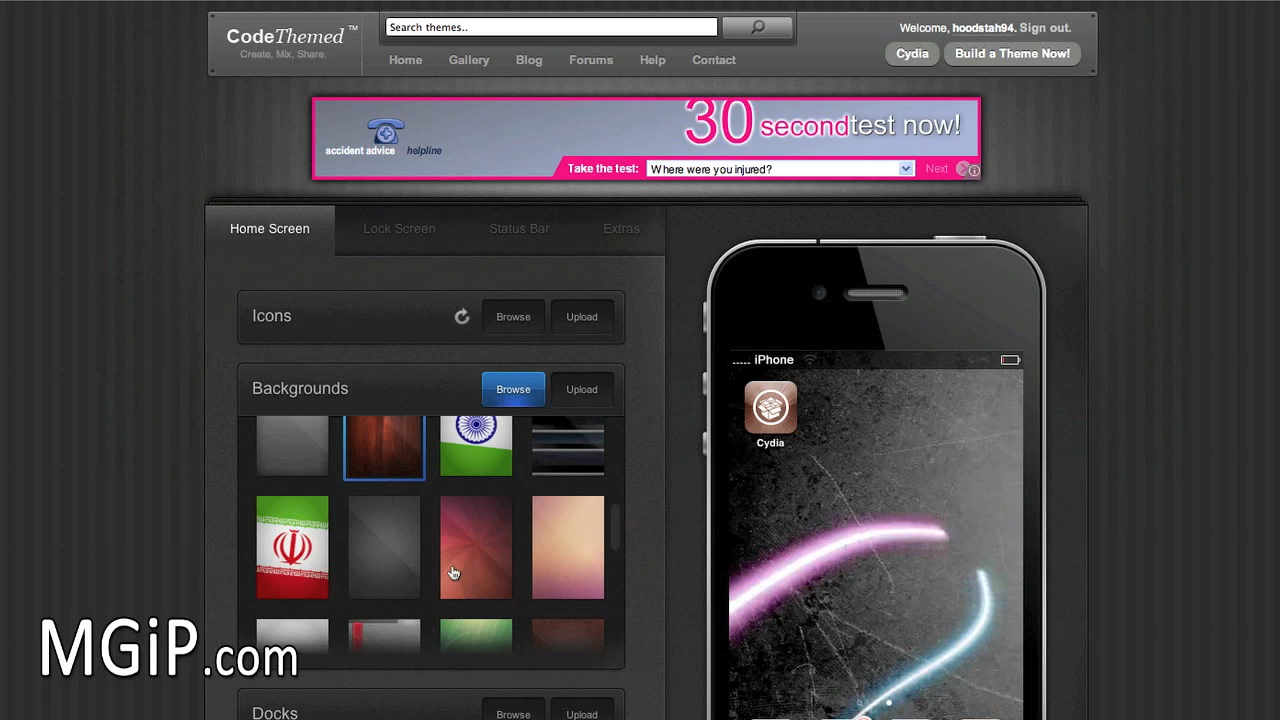 CodeThemed™
Create, Mix, Share.
Search themes..
Welcome, hoodstah94. Sign out.
Cydia
Build a Theme Now!
Home
Gallery
Blog
Forums
Help
Contact
accident advice helpline
30 second test now!
Take the test:
Where were you injured?
Next
Home Screen
Lock Screen
Status Bar
Extras
Icons
Browse
Upload
Backgrounds
Browse
Upload
Docks
Browse
Upload
iPhone
Cydia
MGiP.com